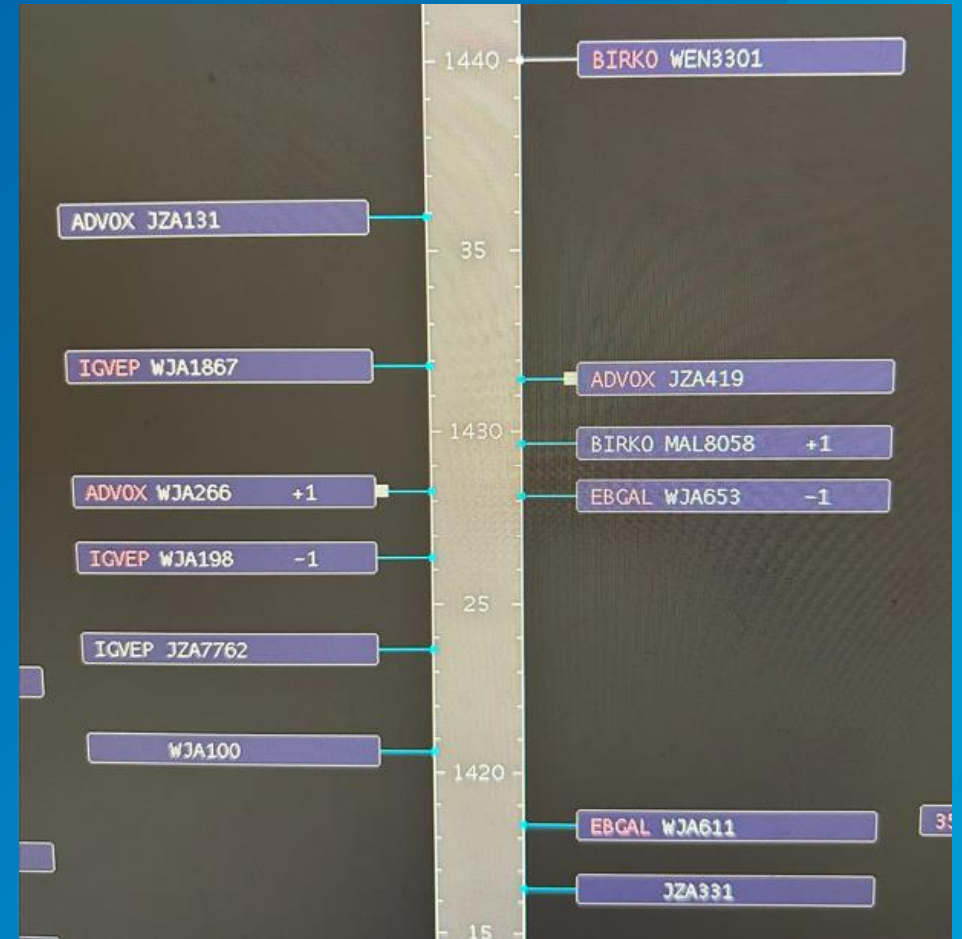 1440
BIRKO WEN3301
ADVOX JZA131
35
IGVEP WJA1867
ADVOX JZA419
1430
BIRKO MAL8058 +1
ADVOX WJA266 +1
EBGAL WJA653 -1
IGVEP WJA198 -1
25
IGVEP JZA7762
WJA100
1420
EBGAL WJA611
35
JZA331
15